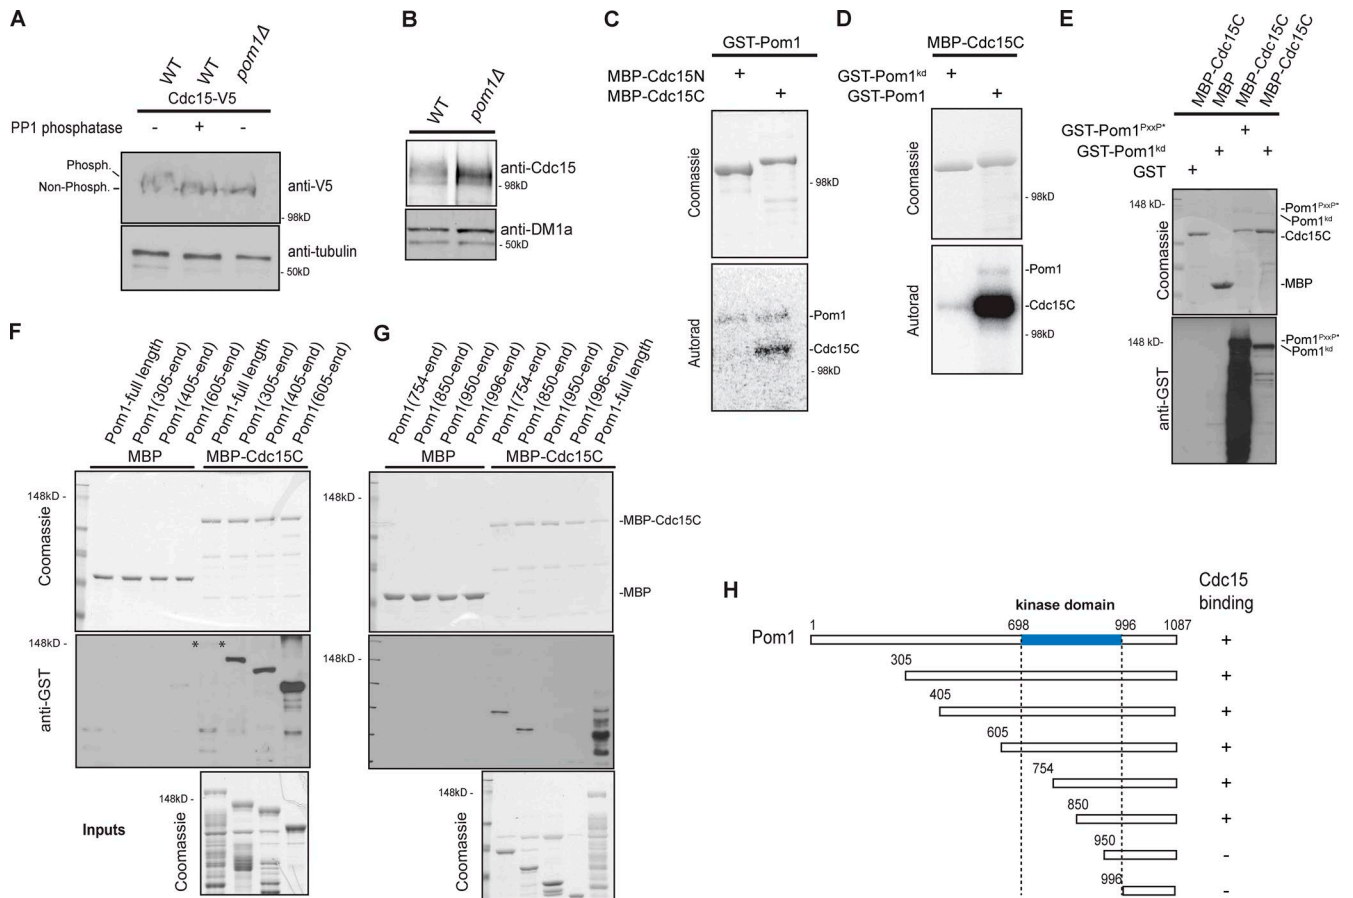 A
WT
WT
pom1Δ
Cdc15-V5
PP1 phosphatase
- + -
Phosph.
Non-Phosph.
anti-V5
- 98kD
anti-tubulin
- 50kD
B
WT
pom1Δ
anti-Cdc15
- 98kD
anti-DM1a
- 50kD
C
GST-Pom1
MBP-Cdc15N +
MBP-Cdc15C +
Coomassie
- 98kD
Autorad
-Pom1
-Cdc15C
- 98kD
D
MBP-Cdc15C
GST-Pom1kd +
GST-Pom1 +
Coomassie
- 98kD
Autorad
-Pom1
-Cdc15C
- 98kD
E
MBP-Cdc15C
MBP
MBP-Cdc15C
MBP-Cdc15C
GST-Pom1PxxP* +
GST-Pom1kd + +
GST +
148 kD-
Coomassie
-Pom1PxxP*
Pom1kd
-Cdc15C
-MBP
148 kD-
anti-GST
-Pom1PxxP*
Pom1kd
F
Pom1-full length
Pom1(305-end)
Pom1(405-end)
Pom1(605-end)
Pom1-full length
Pom1(305-end)
Pom1(405-end)
Pom1(605-end)
MBP
MBP-Cdc15C
148kD -
Coomassie
148kD -
* *
anti-GST
Inputs
148kD -
Coomassie
G
Pom1(754-end)
Pom1(850-end)
Pom1(950-end)
Pom1(996-end)
Pom1(754-end)
Pom1(850-end)
Pom1(950-end)
Pom1(996-end)
Pom1-full length
MBP
MBP-Cdc15C
148kD -
-MBP-Cdc15C
-MBP
148kD -
148kD -
Coomassie
H
Cdc15
binding
kinase domain
1 698 996 1087
Pom1 +
305
+
405
+
605
+
754
+
850
+
950
-
996
-